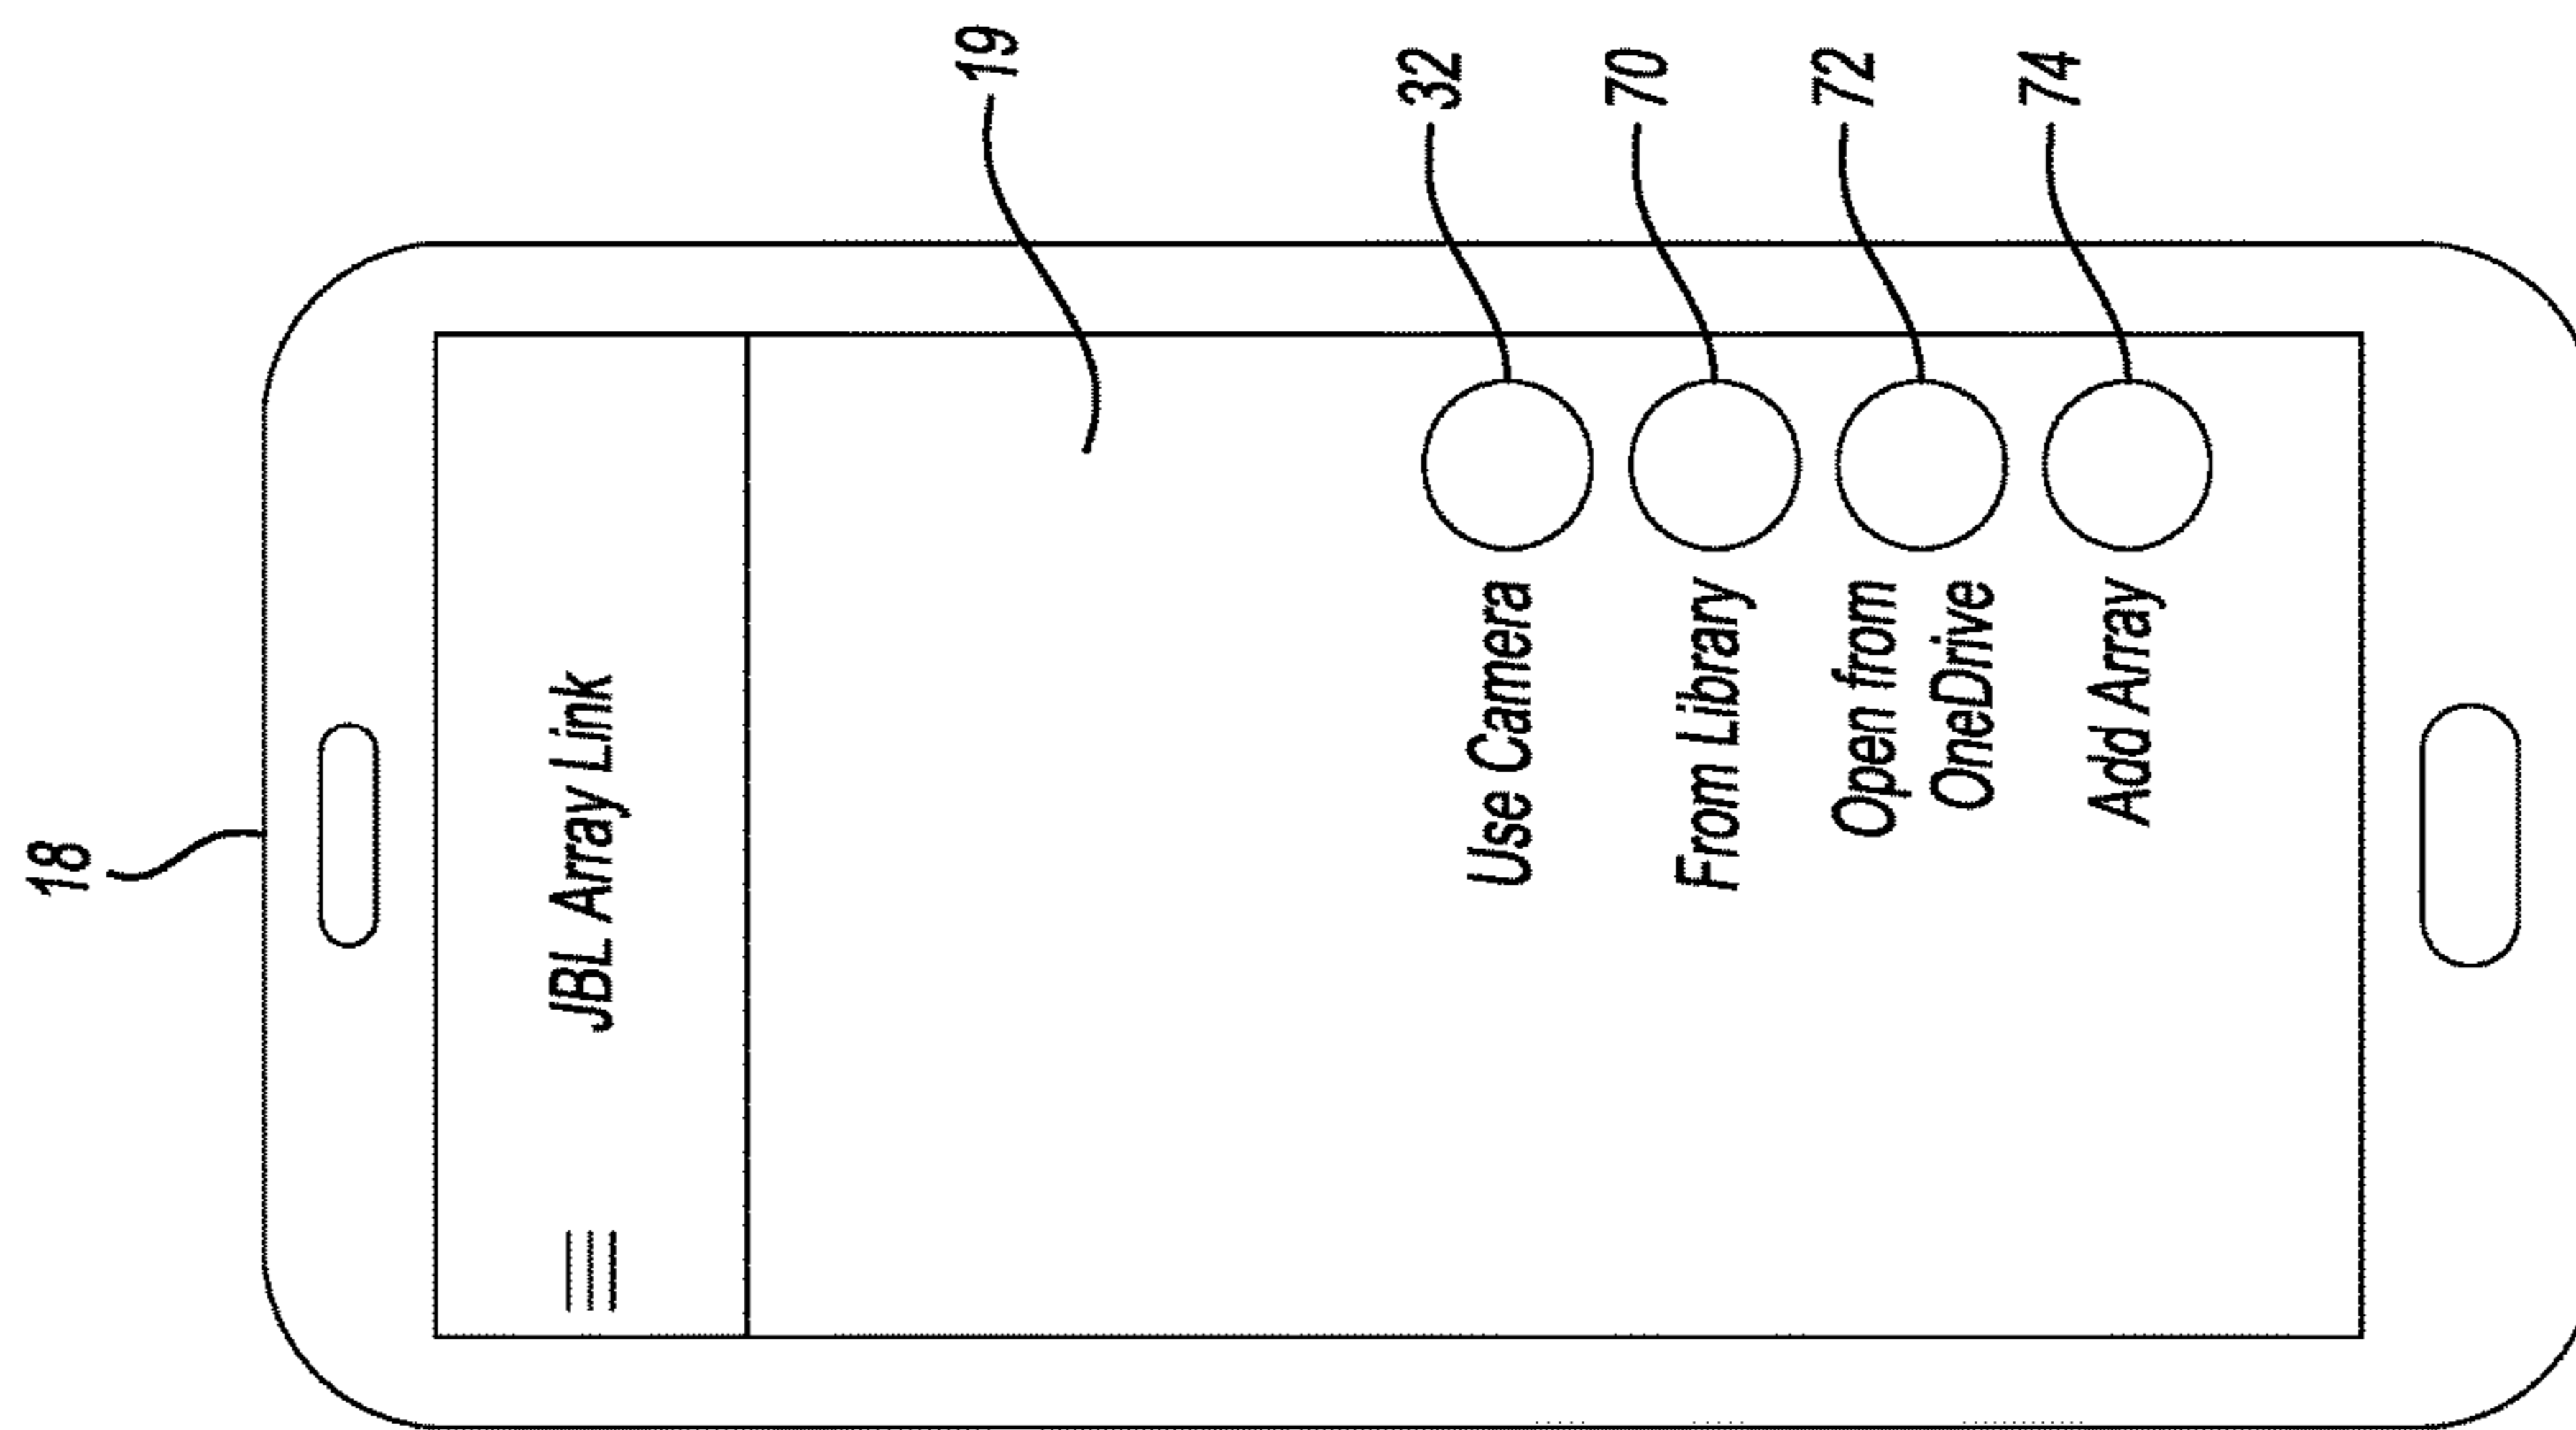 18
JBL Array Link
19
Use Camera 32
From Library 70
Open from 72
OneDrive
Add Array 74